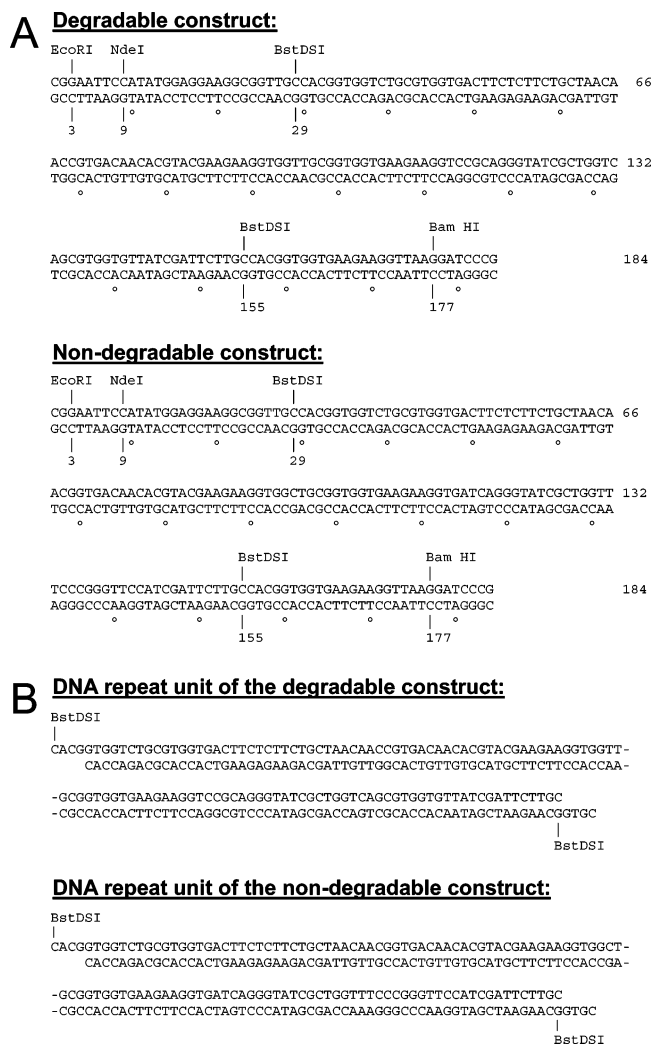 A
Degradable construct:
EcoRI NdeI BstDSI
CGGAATTCCATATGGAGGAAGGCGGTTGCCACGGTGGTCTGCGTGGTGACTTCTCTTCTGCTAACA 66
GCCTTAAGGTATACCTCCTTCCGCCAACGGTGCCACCAGACGCACCACTGAAGAGAAGACGATTGT
3 9 29
ACCGTGACAACACGTACGAAGAAGGTGGTTGCGGTGGTGAAGAAGGTCCGCAGGGTATCGCTGGTC 132
TGGCACTGTTGTGCATGCTTCTTCCACCAACGCCACCACTTCTTCCAGGCGTCCCATAGCGACCAG
BstDSI Bam HI
AGCGTGGTGTTATCGATTCTTGCCACGGTGGTGAAGAAGGTTAAGGATCCCG 184
TCGCACCACAATAGCTAAGAACGGTGCCACCACTTCTTCCAATTCCTAGGGC
155 177
Non-degradable construct:
EcoRI NdeI BstDSI
CGGAATTCCATATGGAGGAAGGCGGTTGCCACGGTGGTCTGCGTGGTGACTTCTCTTCTGCTAACA 66
GCCTTAAGGTATACCTCCTTCCGCCAACGGTGCCACCAGACGCACCACTGAAGAGAAGACGATTGT
3 9 29
ACGGTGACAACACGTACGAAGAAGGTGGCTGCGGTGGTGAAGAAGGTGATCAGGGTATCGCTGGTT 132
TGCCACTGTTGTGCATGCTTCTTCCACCGACGCCACCACTTCTTCCACTAGTCCCATAGCGACCAA
BstDSI Bam HI
TCCCGGGTTCCATCGATTCTTGCCACGGTGGTGAAGAAGGTTAAGGATCCCG 184
AGGGCCCAAGGTAGCTAAGAACGGTGCCACCACTTCTTCCAATTCCTAGGGC
155 177
B
DNA repeat unit of the degradable construct:
BstDSI
CACGGTGGTCTGCGTGGTGACTTCTCTTCTGCTAACAACCGTGACAACACGTACGAAGAAGGTGGTT-
CACCAGACGCACCACTGAAGAGAAGACGATTGTTGGCACTGTTGTGCATGCTTCTTCCACCAA-
-GCGGTGGTGAAGAAGGTCCGCAGGGTATCGCTGGTCAGCGTGGTGTTATCGATTCTTGC
-CGCCACCACTTCTTCCAGGCGTCCCATAGCGACCAGTCGCACCACAATAGCTAAGAACGGTGC
BstDSI
DNA repeat unit of the non-degradable construct:
BstDSI
CACGGTGGTCTGCGTGGTGACTTCTCTTCTGCTAACAACGGTGACAACACGTACGAAGAAGGTGGCT-
CACCAGACGCACCACTGAAGAGAAGACGATTGTTGCCACTGTTGTGCATGCTTCTTCCACCGA-
-GCGGTGGTGAAGAAGGTGATCAGGGTATCGCTGGTTTCCCGGGTTCCATCGATTCTTGC
-CGCCACCACTTCTTCCACTAGTCCCATAGCGACCAAAGGGCCCAAGGTAGCTAAGAACGGTGC
BstDSI